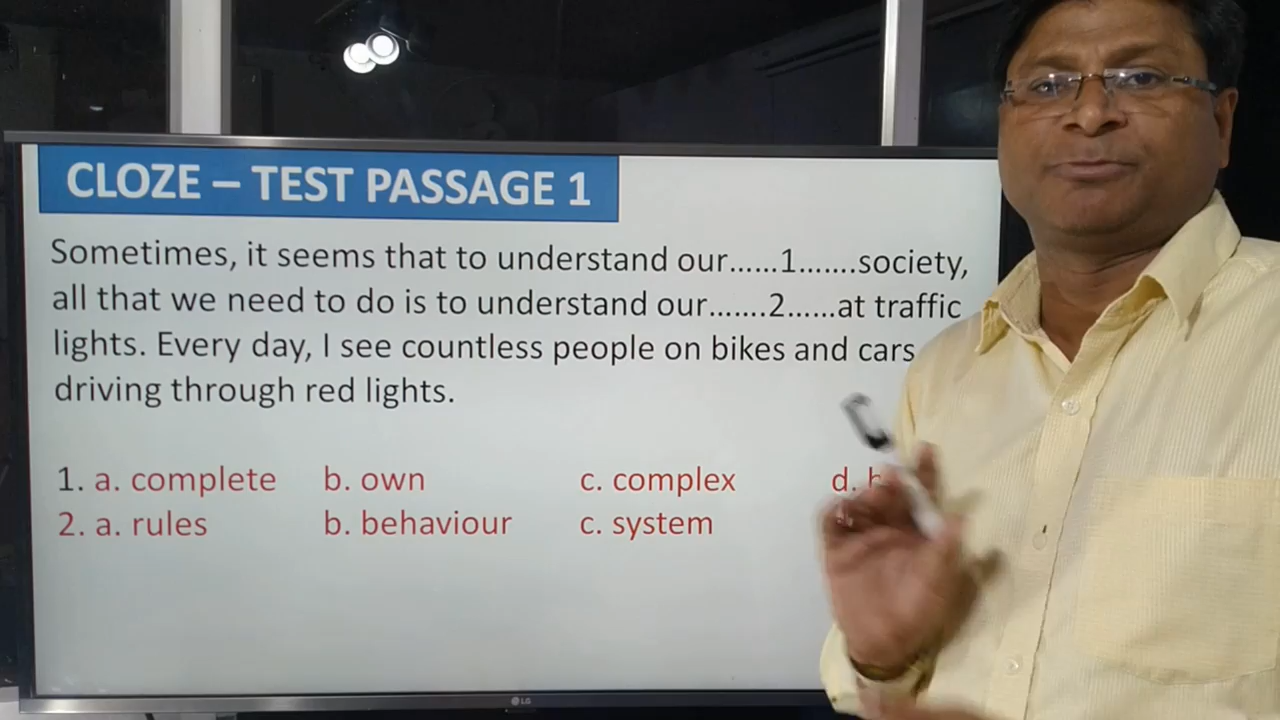 CLOZE – TEST PASSAGE 1
Sometimes, it seems that to understand our......1.......society,
all that we need to do is to understand our.......2......at traffic
lights. Every day, I see countless people on bikes and cars
driving through red lights.
1. a. complete b. own c. complex d.
2. a. rules b. behaviour c. system
LG